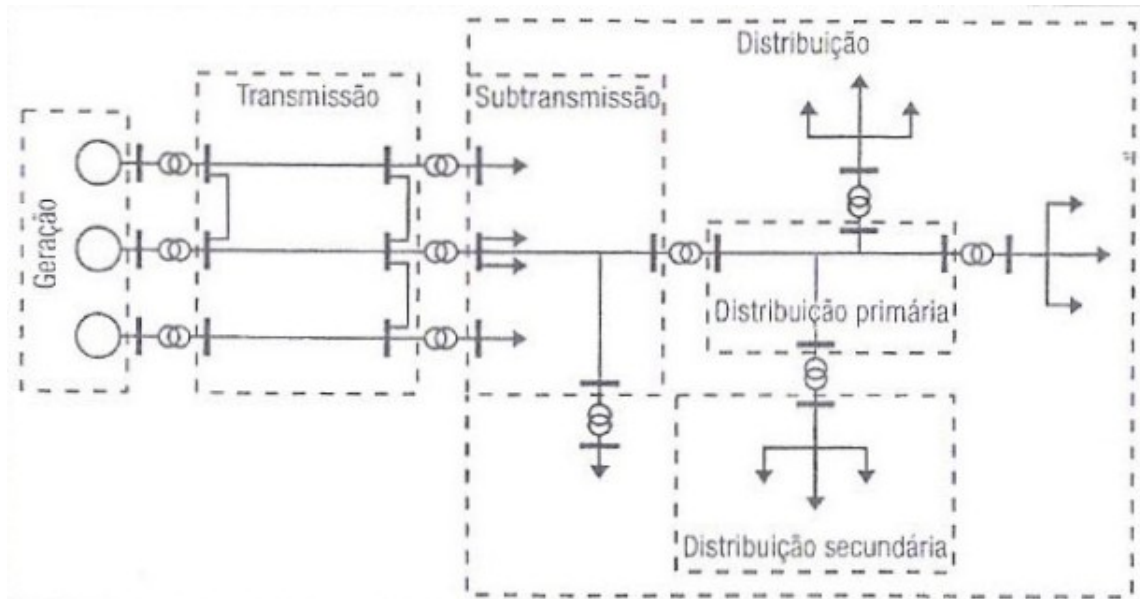 Distribuição
Transmissão
Subtransmissão
Geração
Distribuição primária
Distribuição secundária